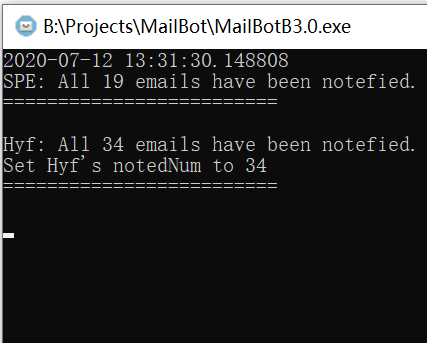 B:\Projects\MailBot\MailBotB3.0.exe
2020-07-12 13:31:30.148808
SPE: All 19 emails have been notefied.
==========================
Hyf: All 34 emails have been notefied.
Set Hyf's notedNum to 34
==========================